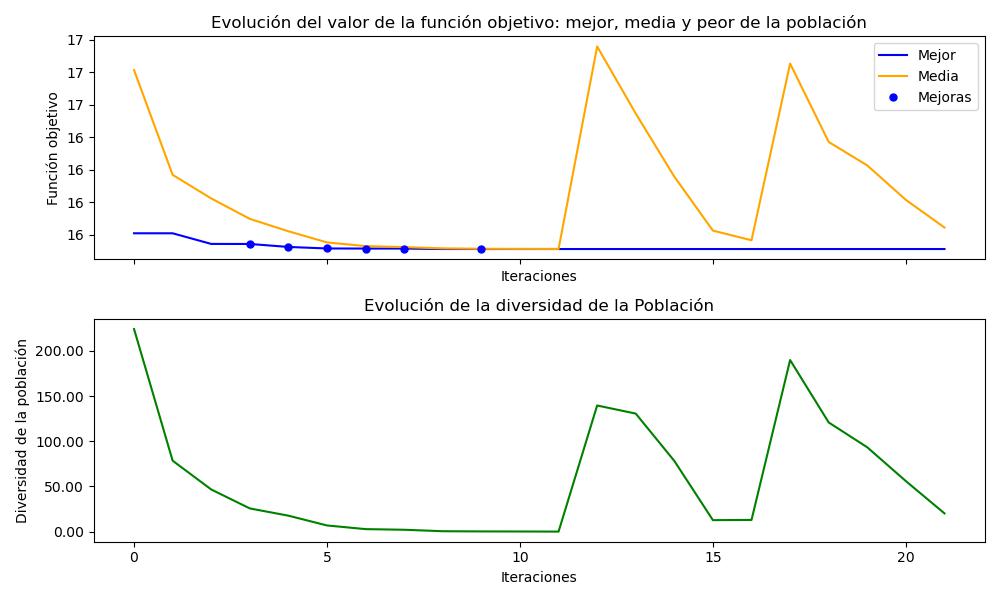 Evolución del valor de la función objetivo: mejor, media y peor de la población
Función objetivo
17
17
17
16
16
16
16
Mejor
Media
Mejoras
Iteraciones
Evolución de la diversidad de la Población
Diversidad de la población
200.00
150.00
100.00
50.00
0.00
0
5
10
15
20
Iteraciones